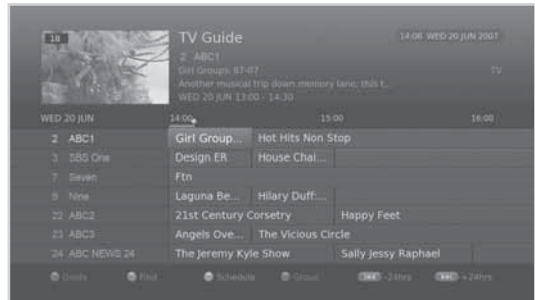 18
TV Guide
14:08 WED 20 JUN 2007
2 ABC1
Girl Groups: 87-07
TV
Another musical trip down memory lane; this t...
WED 20 JUN 13:00 - 14:30
WED 20 JUN 14:00 15:00 16:00
2 ABC1 Girl Group... Hot Hits Non Stop
3 SBS One Design ER House Chai...
7 Seven Ftn
9 Nine Laguna Be... Hilary Duff:...
22 ABC2 21st Century Corsetry Happy Feet
23 ABC3 Angels Ove... The Vicious Circle
24 ABC NEWS 24 The Jeremy Kyle Show Sally Jessy Raphael
Guide Find Schedule Group -24hrs +24hrs